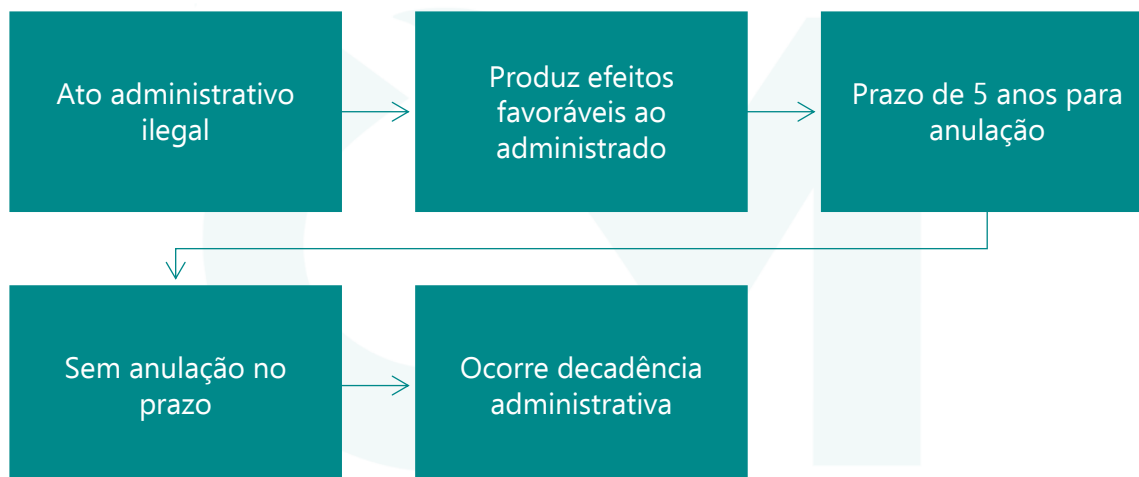 Ato administrativo
ilegal
Produz efeitos
favoráveis ao
administrado
Prazo de 5 anos para
anulação
Sem anulação no
prazo
Ocorre decadência
administrativa